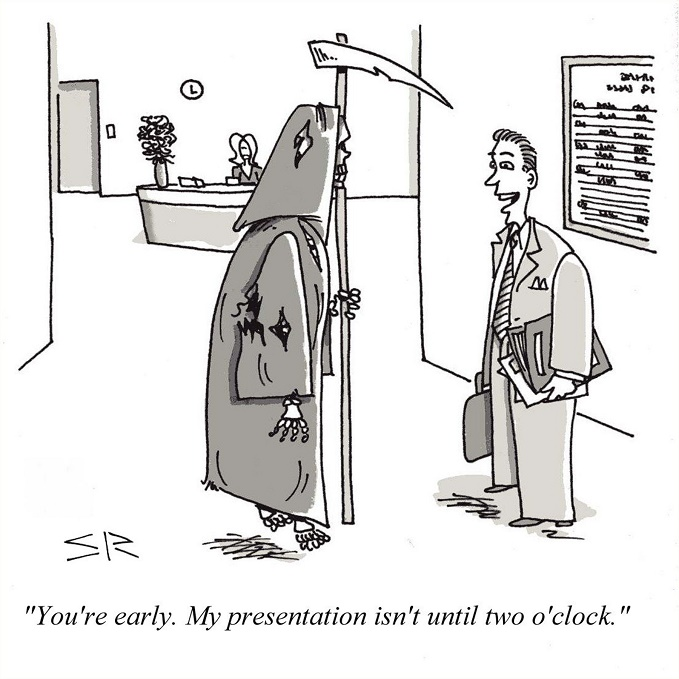 SR
"You're early. My presentation isn't until two o'clock."